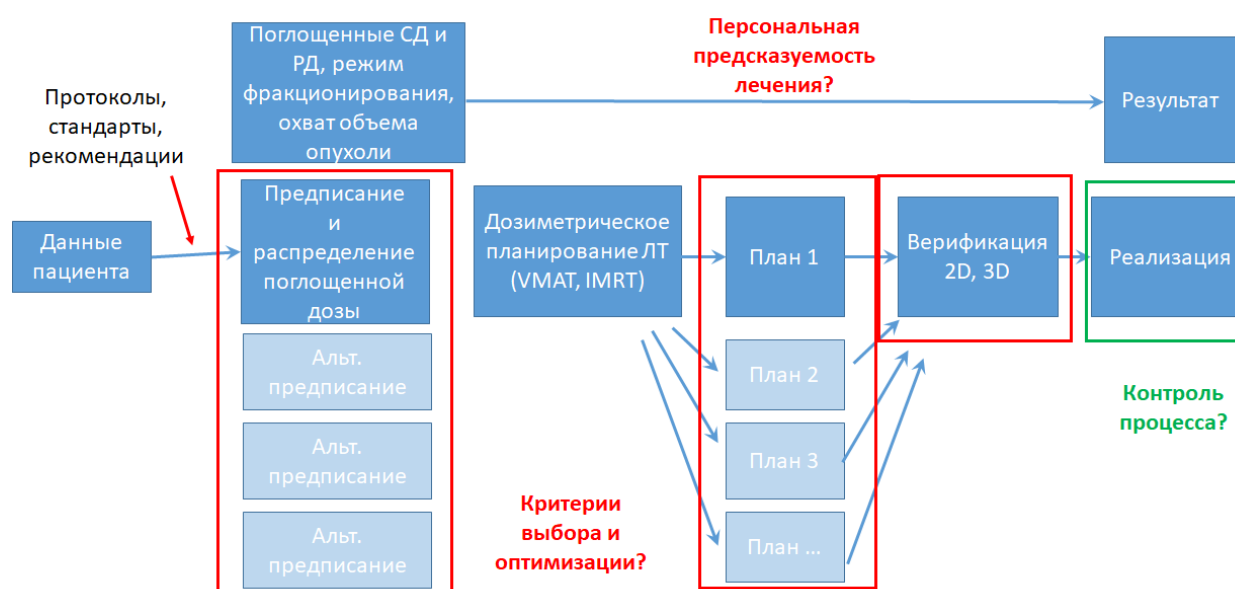 Поглощенные СД и
РД, режим
фракционирования,
охват объема
опухоли
Персональная
предсказуемость
лечения?
Результат
Протоколы,
стандарты,
рекомендации
Данные
пациента
Предписание
и
распределение
поглощенной
дозы
Дозиметрическое
планирование ЛТ
(VMAT, IMRT)
План 1
Верификация
2D, 3D
Реализация
Альт.
предписание
План 2
Контроль
процесса?
Альт.
предписание
План 3
Критерии
выбора и
оптимизации?
Альт.
предписание
План ...